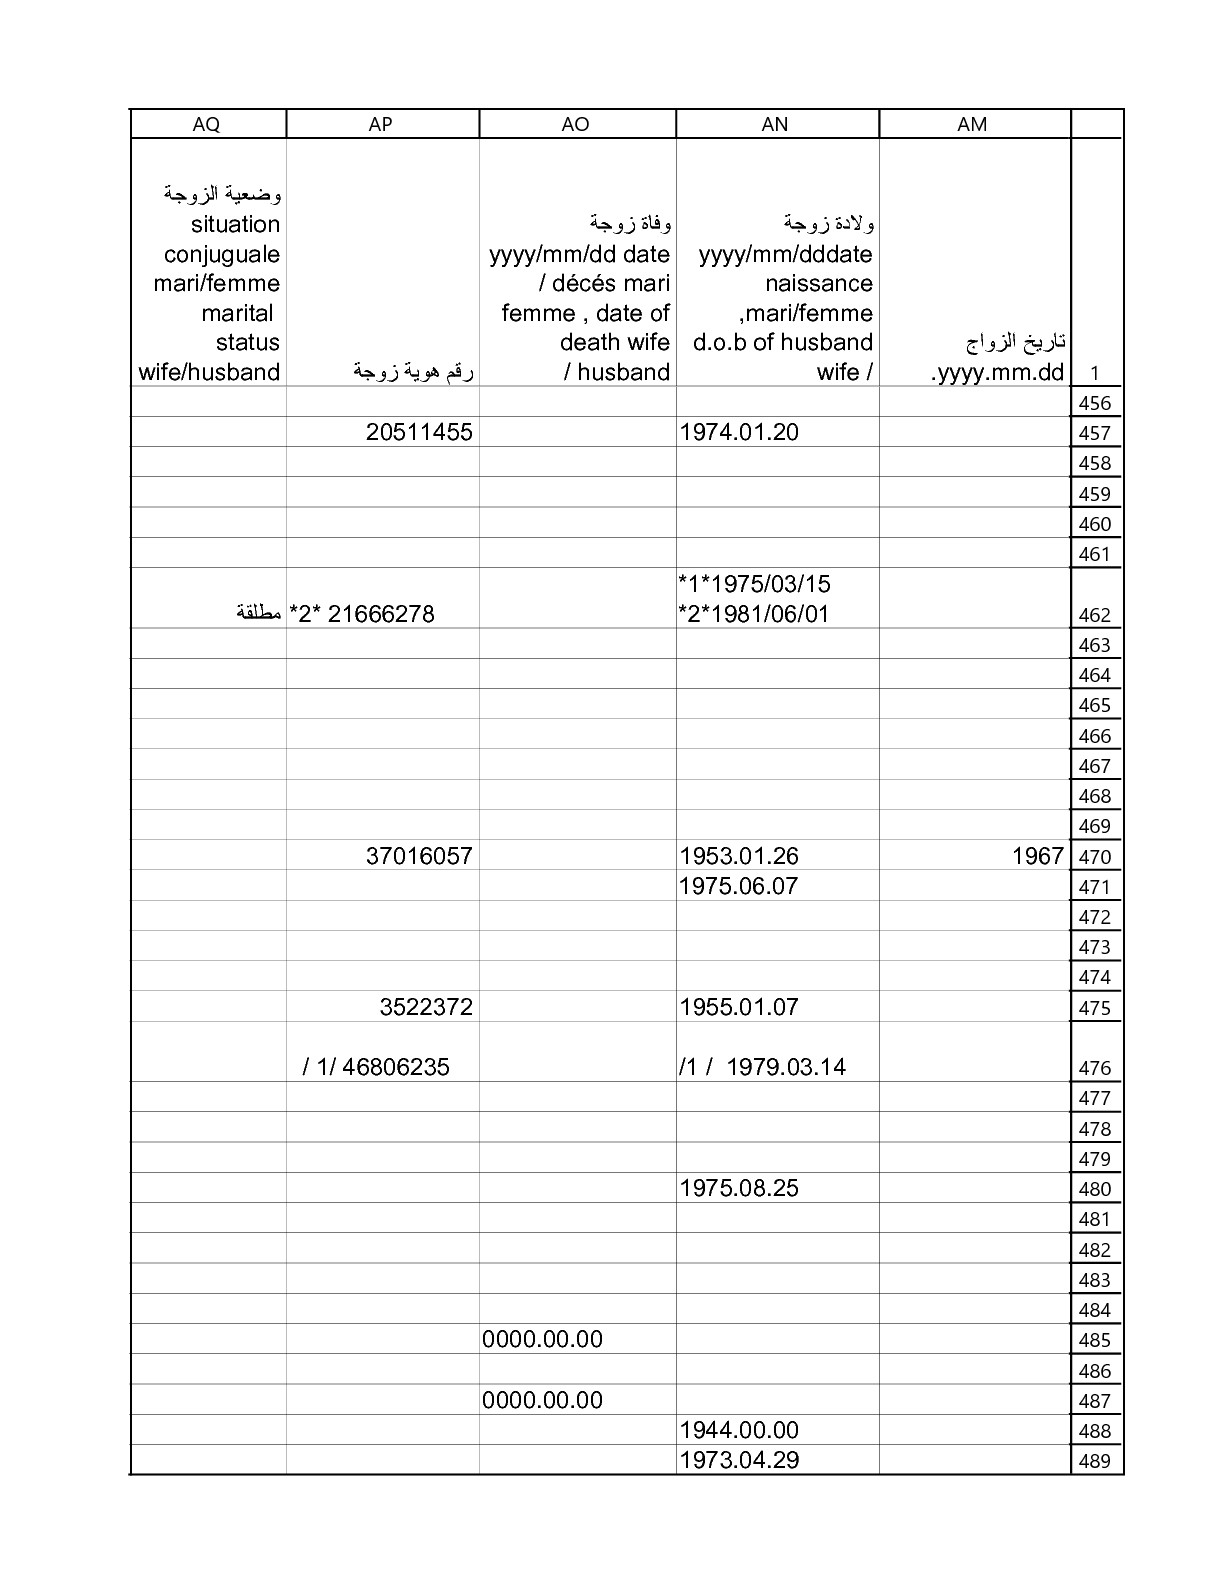 AQ AP AO AN AM
وضعية الزوجة
situation
conjuguale
mari/femme
marital
status
wife/husband
رقم هوية زوجة
وفاة زوجة
yyyy/mm/dd date
/ décés mari
femme , date of
death wife
/ husband
ولادة زوجة
yyyy/mm/dddate
naissance
,mari/femme
d.o.b of husband
wife /
تاريخ الزواج
.yyyy.mm.dd
1
456
20511455 1974.01.20 457
458
459
460
461
*1*1975/03/15
مطلقة *2* 21666278 *2*1981/06/01 462
463
464
465
466
467
468
469
37016057 1953.01.26 1967 470
1975.06.07 471
472
473
474
3522372 1955.01.07 475
/ 1/ 46806235 /1 / 1979.03.14 476
477
478
479
1975.08.25 480
481
482
483
484
0000.00.00 485
486
0000.00.00 487
1944.00.00 488
1973.04.29 489